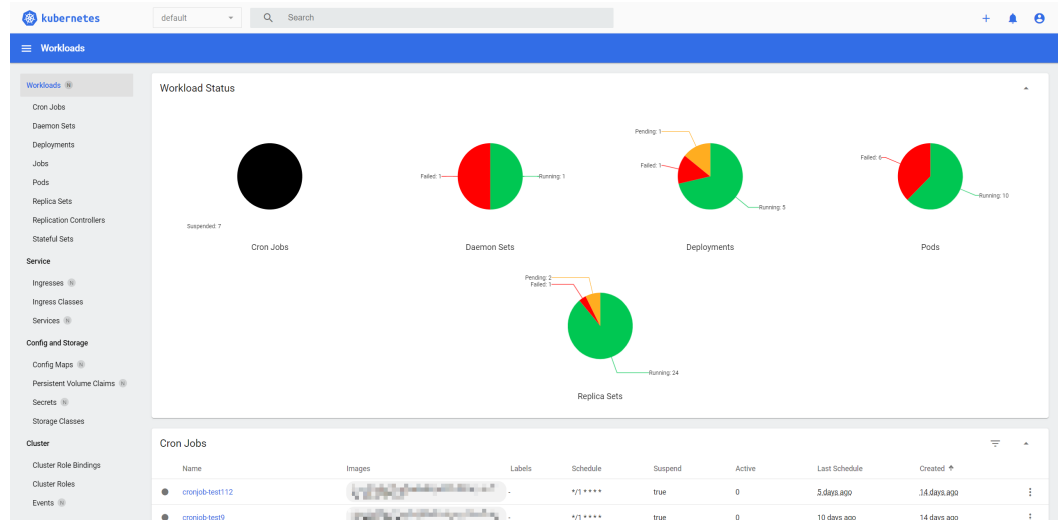 kubernetes
default
Search
Workloads
Workloads N
Cron Jobs
Daemon Sets
Deployments
Jobs
Pods
Replica Sets
Replication Controllers
Stateful Sets
Service
Ingresses N
Ingress Classes
Services N
Config and Storage
Config Maps N
Persistent Volume Claims N
Secrets N
Storage Classes
Cluster
Cluster Role Bindings
Cluster Roles
Events N
Workload Status
Suspended: 7
Cron Jobs
Failed: 1
Running: 1
Daemon Sets
Pending: 1
Failed: 1
Running: 5
Deployments
Failed: 6
Running: 10
Pods
Pending: 2
Failed: 1
Running: 24
Replica Sets
Cron Jobs
Name Images Labels Schedule Suspend Active Last Schedule Created
cronjob-test112 - */1 * * * * true 0 5 days ago 14 days ago
cronjob-test9 - */1 * * * * true 0 10 days ago 14 days ago